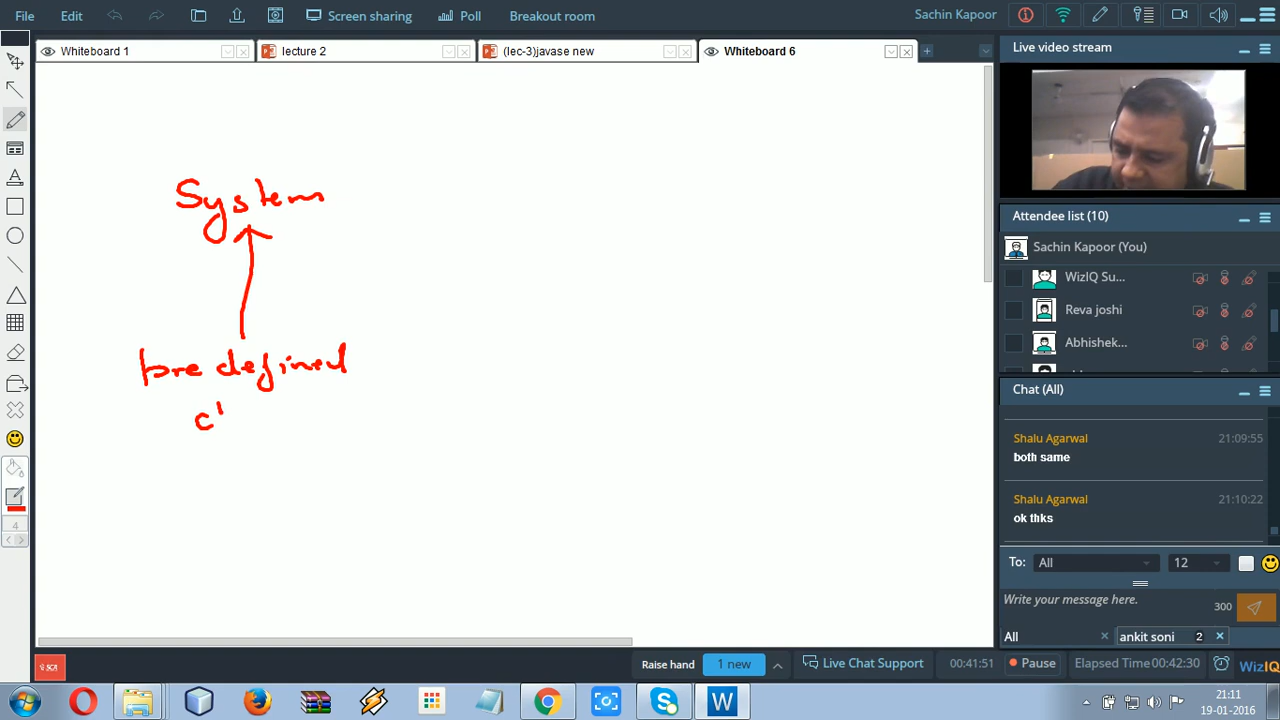 File Edit Screen sharing Poll Breakout room Sachin Kapoor
Whiteboard 1 lecture 2 (lec-3)javase new Whiteboard 6
Live video stream
System
pre defined
cl
Attendee list (10)
Sachin Kapoor (You)
WizIQ Su...
Reva joshi
Abhishek...
Chat (All)
Shalu Agarwal 21:09:55
both same
Shalu Agarwal 21:10:22
ok thks
To: All 12
Write your message here. 300
All ankit soni 2
4
Raise hand 1 new Live Chat Support 00:41:51 Pause Elapsed Time 00:42:30 WizIQ
21:11
19-01-2016